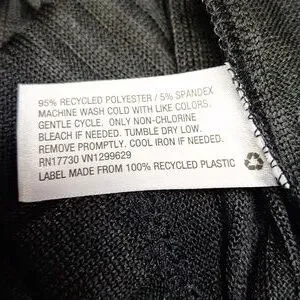 95% RECYCLED POLYESTER / 5% SPANDEX
MACHINE WASH COLD WITH LIKE COLORS.
GENTLE CYCLE. ONLY NON-CHLORINE
BLEACH IF NEEDED. TUMBLE DRY LOW.
REMOVE PROMPTLY. COOL IRON IF NEEDED.
RN17730 VN1299629
LABEL MADE FROM 100% RECYCLED PLASTIC